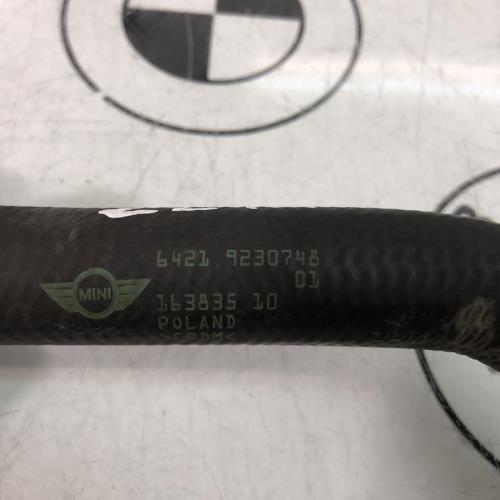 6421 9230748
01
MINI
163835 10
POLAND
>EPDM<